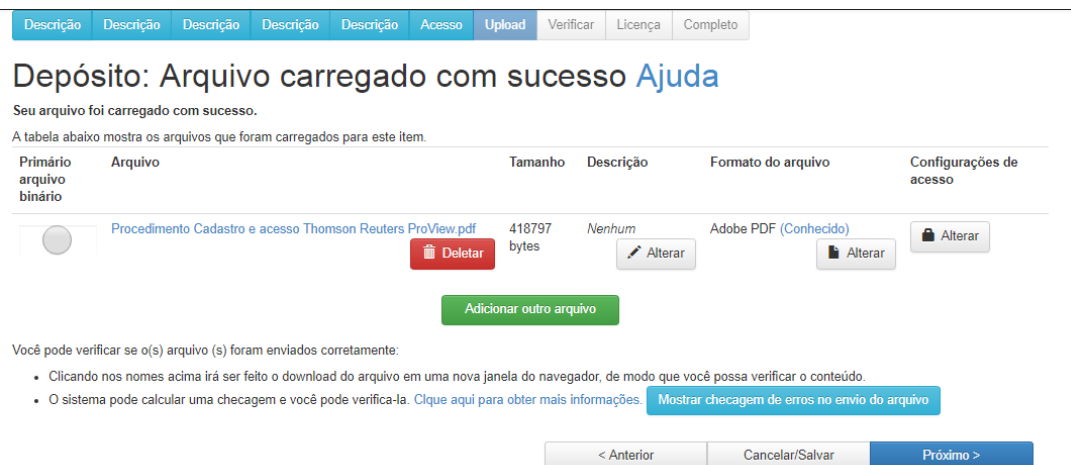 Descrição Descrição Descrição Descrição Descrição Acesso Upload Verificar Licença Completo
Depósito: Arquivo carregado com sucesso Ajuda
Seu arquivo foi carregado com sucesso.
A tabela abaixo mostra os arquivos que foram carregados para este item.
Primário arquivo binário Arquivo Tamanho Descrição Formato do arquivo Configurações de acesso
Procedimento Cadastro e acesso Thomson Reuters ProView.pdf 418797 bytes Nenhum Adobe PDF (Conhecido) Alterar
Deletar Alterar Alterar
Adicionar outro arquivo
Você pode verificar se o(s) arquivo (s) foram enviados corretamente:
• Clicando nos nomes acima irá ser feito o download do arquivo em uma nova janela do navegador, de modo que você possa verificar o conteúdo.
• O sistema pode calcular uma checagem e você pode verifica-la. Clque aqui para obter mais informações. Mostrar checagem de erros no envio do arquivo
< Anterior Cancelar/Salvar Próximo >